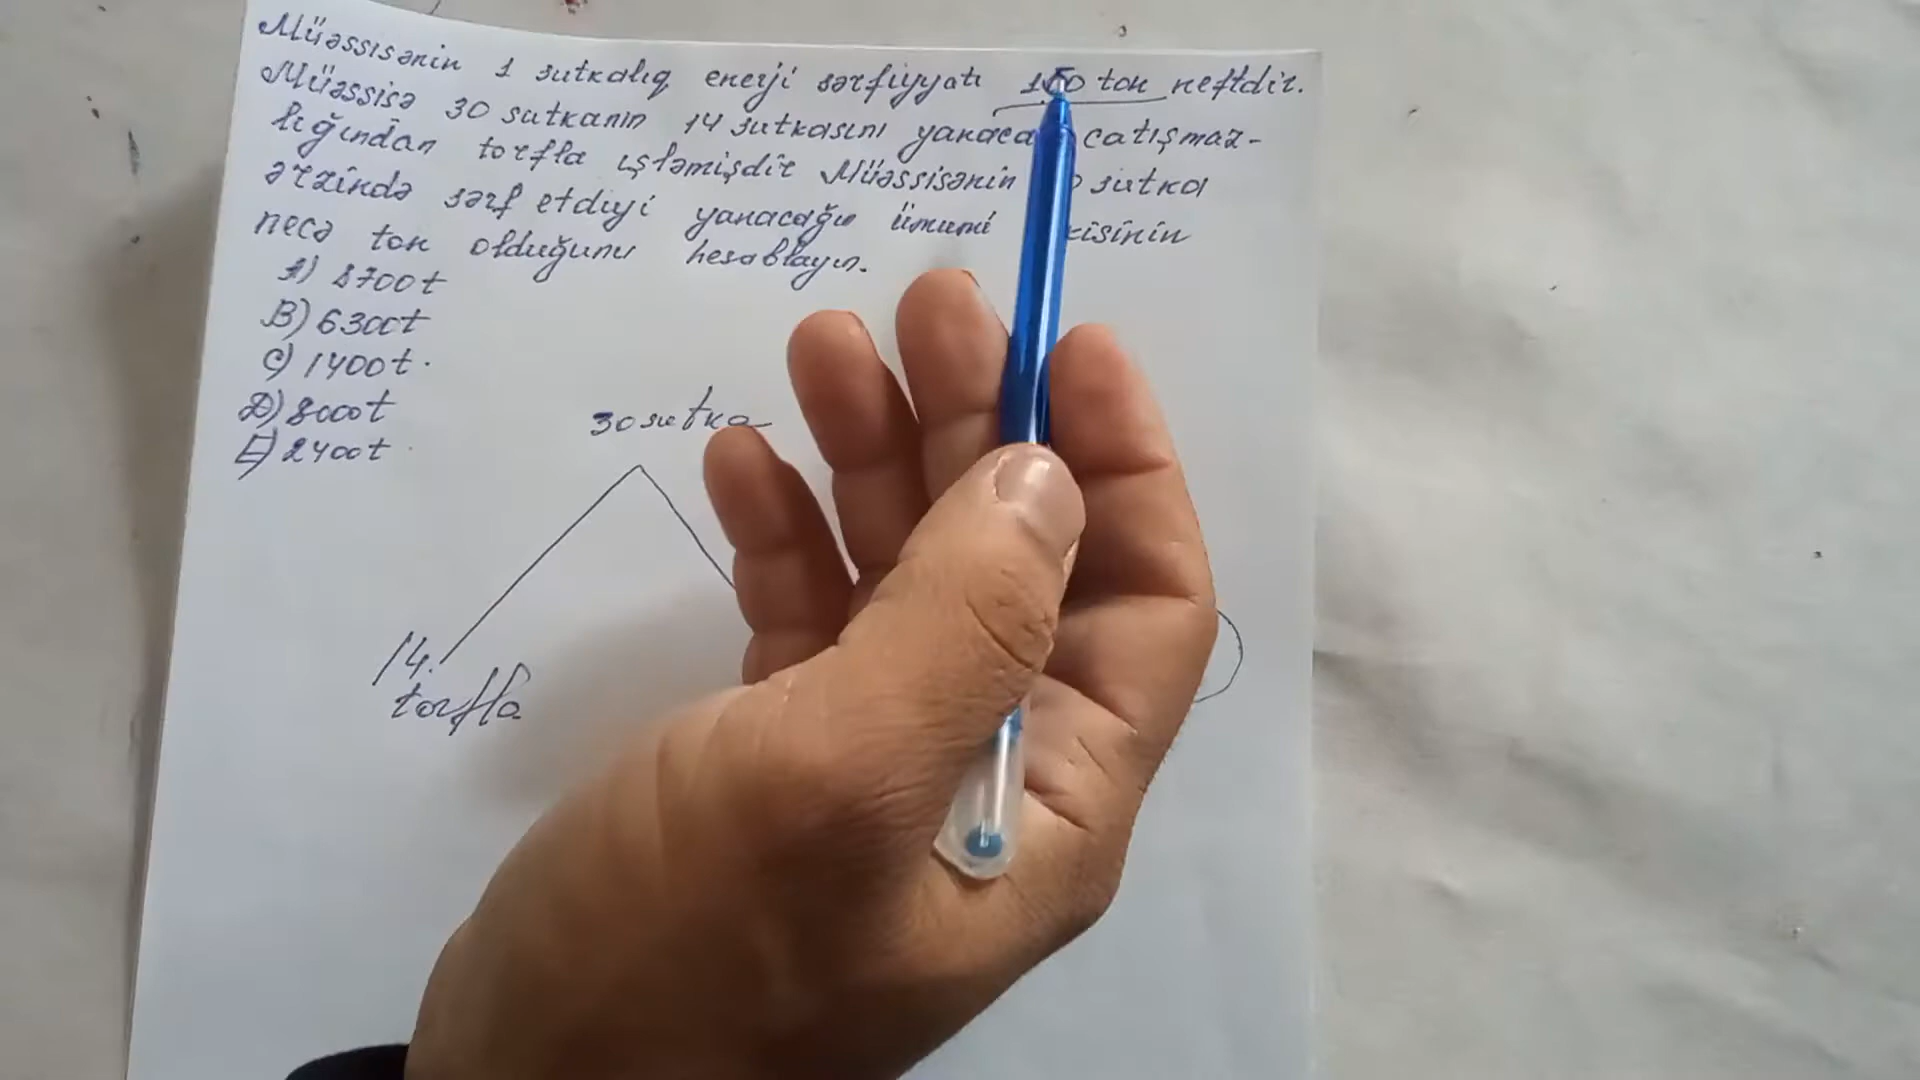 Müəssisənin 1 sutkalıq enerji sərfiyyatı ton neftdir.
Müəssisə 30 sutkanın 14 sutkasını çatışmaz-
lığından torfla işləmişdir Müəssisənin sutka
ərzində sərf etdiyi yanacağın ümumi
neçə ton olduğunu hesablayın.
A) 8700t
B) 6300t
C) 1400t.
D) 8000t
E) 2400t
30 sutka
14.
torfla